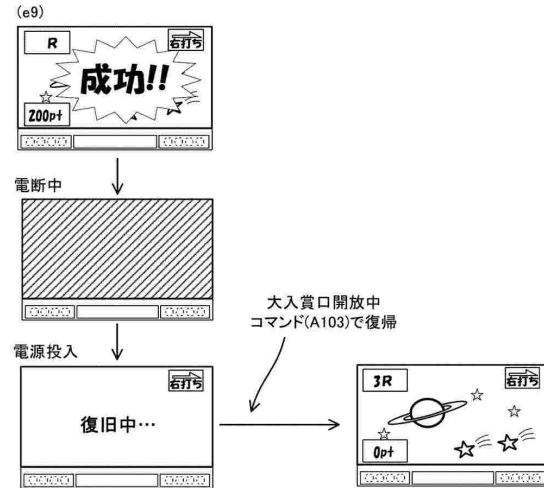 (e9)
R
右打ち
成功!!
200pt
電断中
電源投入
右打ち
復旧中…
大入賞口開放中
コマンド(A103)で復帰
3R
右打ち
0pt